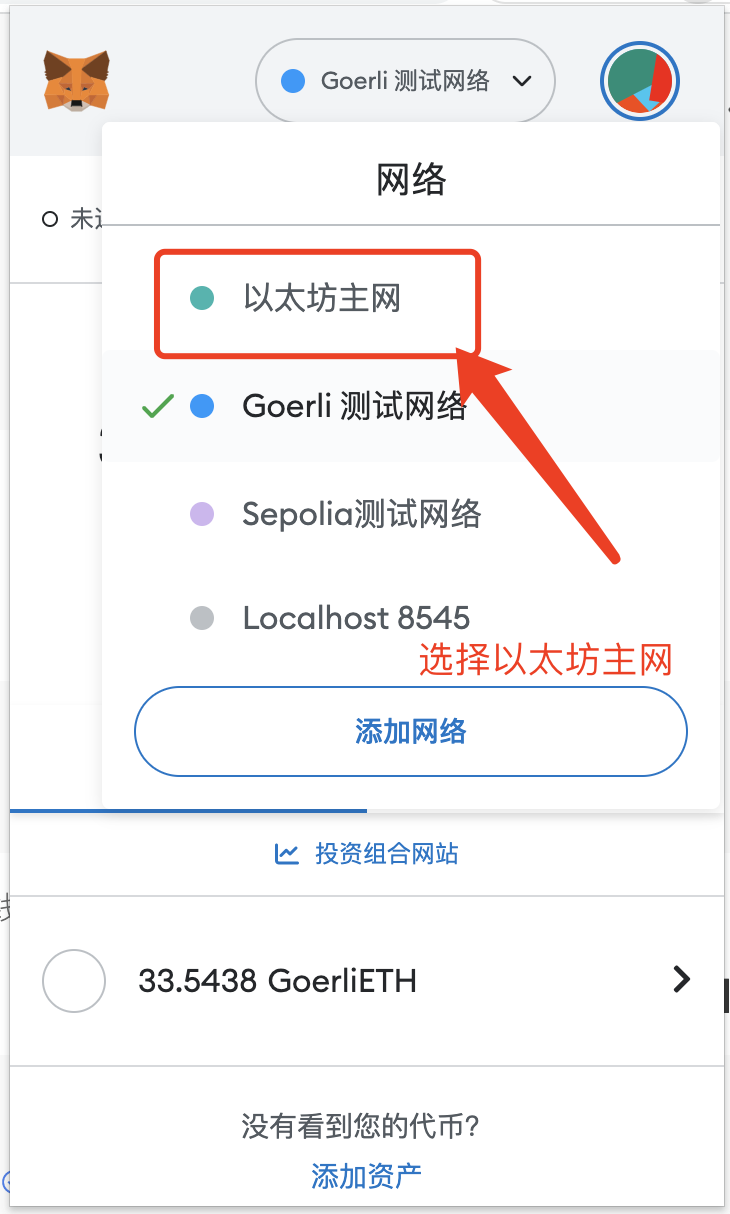 Goerli 测试网络
网络
未
以太坊主网
Goerli 测试网络
Sepolia测试网络
Localhost 8545
选择以太坊主网
添加网络
投资组合网站
33.5438 GoerliETH
没有看到您的代币?
添加资产